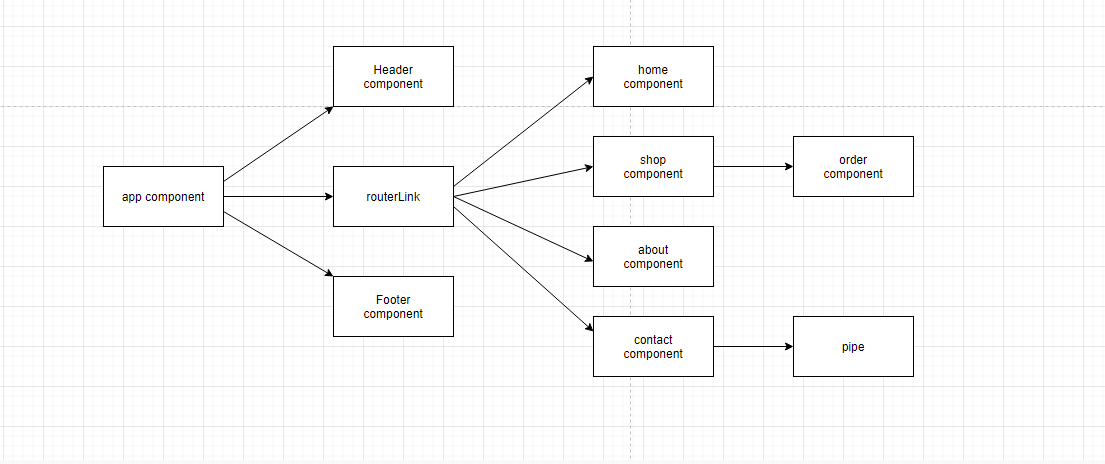 Header
component
home
component
shop
component
order
component
app component
routerLink
about
component
Footer
component
contact
component
pipe